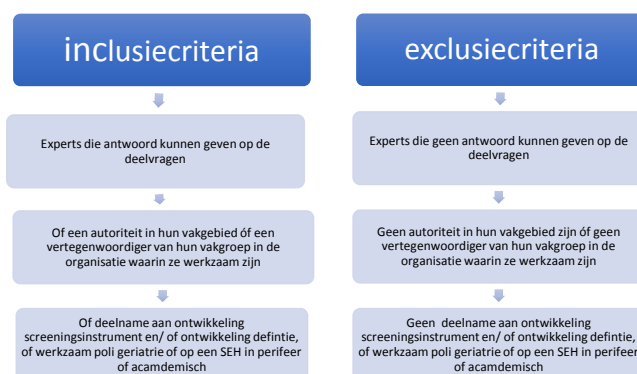 inclusiecriteria
Experts die antwoord kunnen geven op de
deelvragen
Of een autoriteit in hun vakgebied óf een
vertegenwoordiger van hun vakgroep in de
organisatie waarin ze werkzaam zijn
Of deelname aan ontwikkeling
screeningsinstrument en/ of ontwikkeling defintie,
of werkzaam poli geriatrie of op een SEH in perifeer
of acamdemisch
exclusiecriteria
Experts die geen antwoord kunnen geven op de
deelvragen
Geen autoriteit in hun vakgebied zijn óf geen
vertegenwoordiger van hun vakgroep in de
organisatie waarin ze werkzaam zijn
Geen deelname aan ontwikkeling
screeningsinstrument en/ of ontwikkeling defintie,
of werkzaam poli geriatrie of op een SEH in perifeer
of acamdemisch